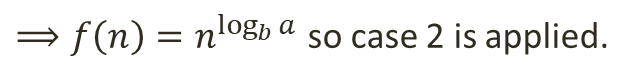 ⟹ f(n) = n^{log_b a} so case 2 is applied.